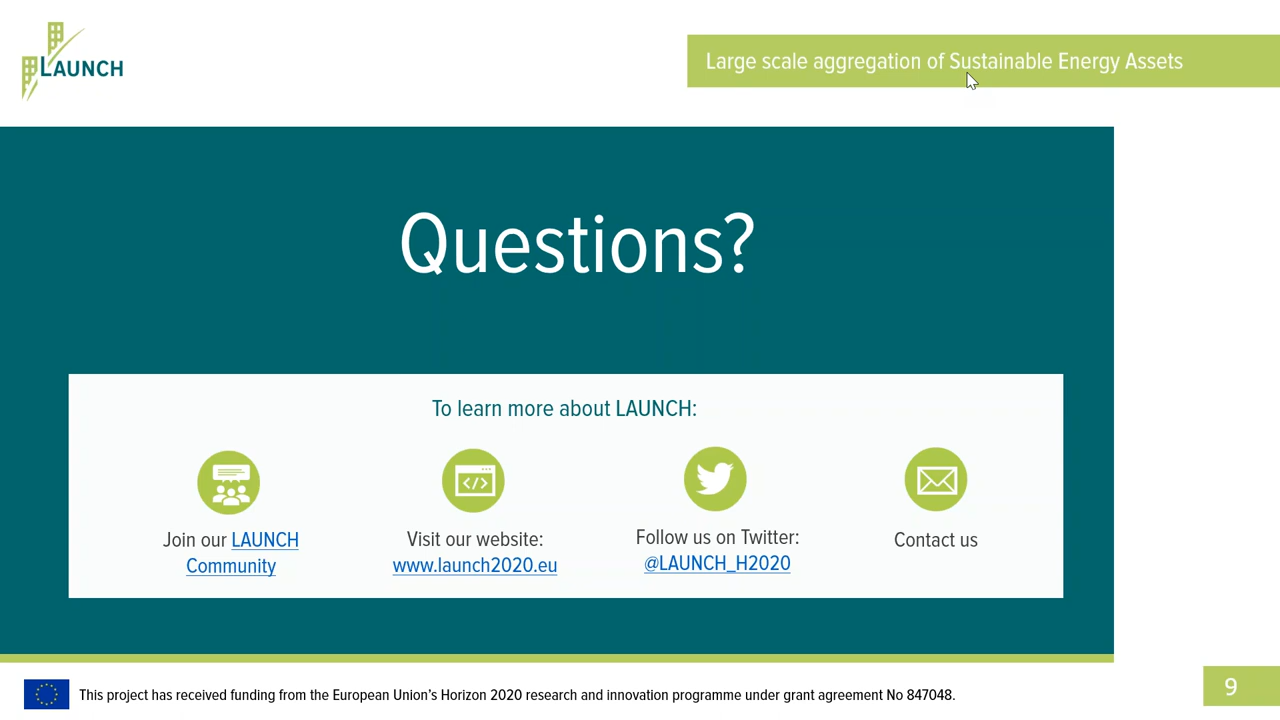 LAUNCH
Large scale aggregation of Sustainable Energy Assets
Questions?
To learn more about LAUNCH:
Join our LAUNCH
Community
Visit our website:
www.launch2020.eu
Follow us on Twitter:
@LAUNCH_H2020
Contact us
This project has received funding from the European Union’s Horizon 2020 research and innovation programme under grant agreement No 847048.
9